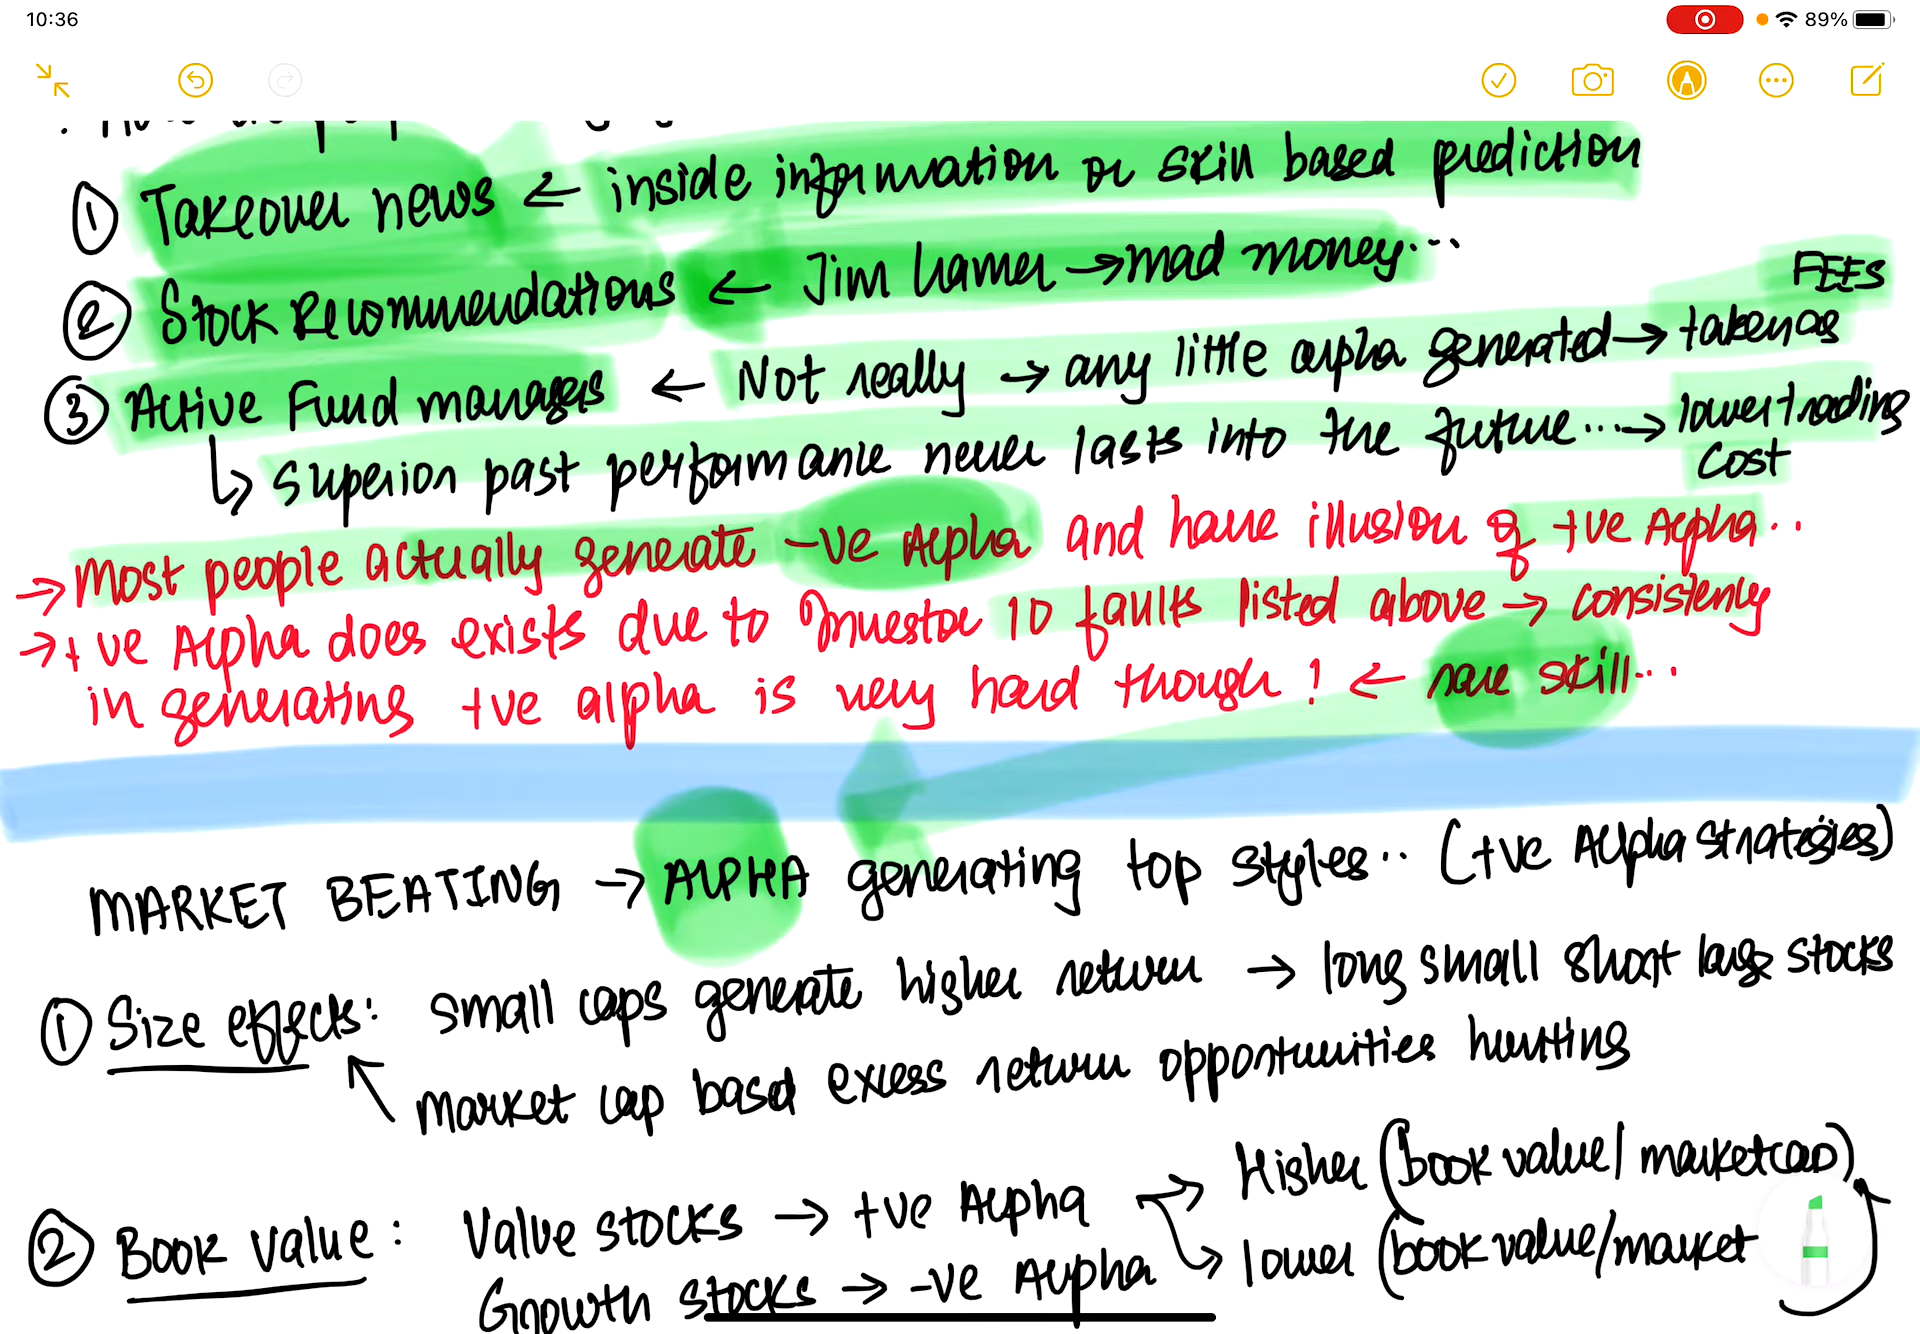 10:36
89%
① Takeover news ← inside information or skill based prediction
② Stock Recommendations ← Jim Cramer → mad money...
FEES
③ Active Fund managers ← Not really → any little alpha generated → taken as
↳ superior past performance never lasts into the future... → lower trading cost
→ Most people actually generate -ve Alpha and have illusion of +ve Alpha..
→ +ve Alpha does exists due to Investor 10 faults listed above → consistency
in generating +ve alpha is very hard though! ← rare skill...
MARKET BEATING → ALPHA generating top styles.. (+ve Alpha Strategies)
① Size effects: small caps generate higher return → long small short large stocks
market cap based excess return opportunities hunting
② Book value: Value stocks → +ve Alpha → Higher (book value/marketcap)
Growth stocks → -ve Alpha ↳ lower (book value/market